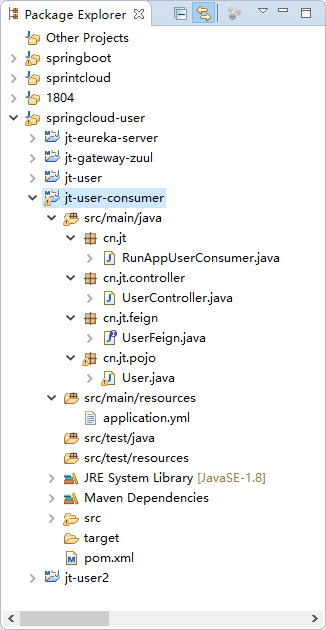 Package Explorer
Other Projects
springboot
sprintcloud
1804
springcloud-user
jt-eureka-server
jt-gateway-zuul
jt-user
jt-user-consumer
src/main/java
cn.jt
RunAppUserConsumer.java
cn.jt.controller
UserController.java
cn.jt.feign
UserFeign.java
cn.jt.pojo
User.java
src/main/resources
application.yml
src/test/java
src/test/resources
JRE System Library [JavaSE-1.8]
Maven Dependencies
src
target
pom.xml
jt-user2